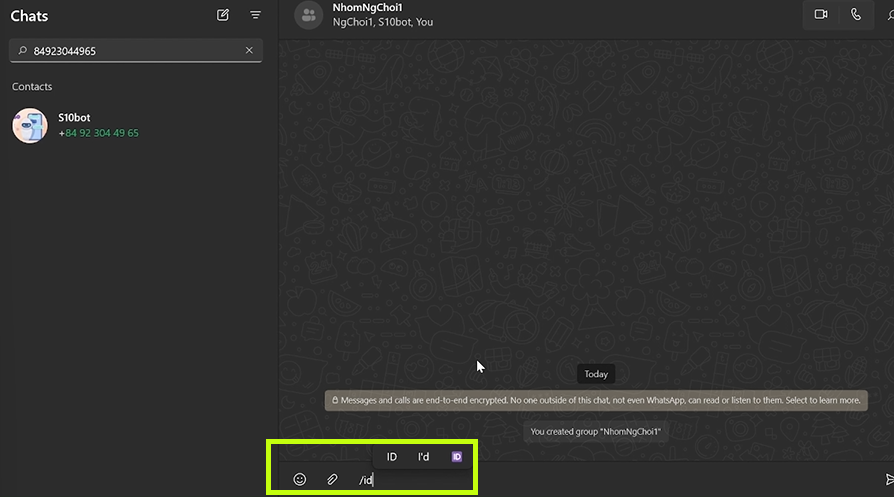 Chats
84923044965
Contacts
S10bot
+84 92 304 49 65
NhomNgChoi1
NgChoi1, S10bot, You
Today
Messages and calls are end-to-end encrypted. No one outside of this chat, not even WhatsApp, can read or listen to them. Select to learn more.
You created group "NhomNgChoi1"
ID I'd ID
/id